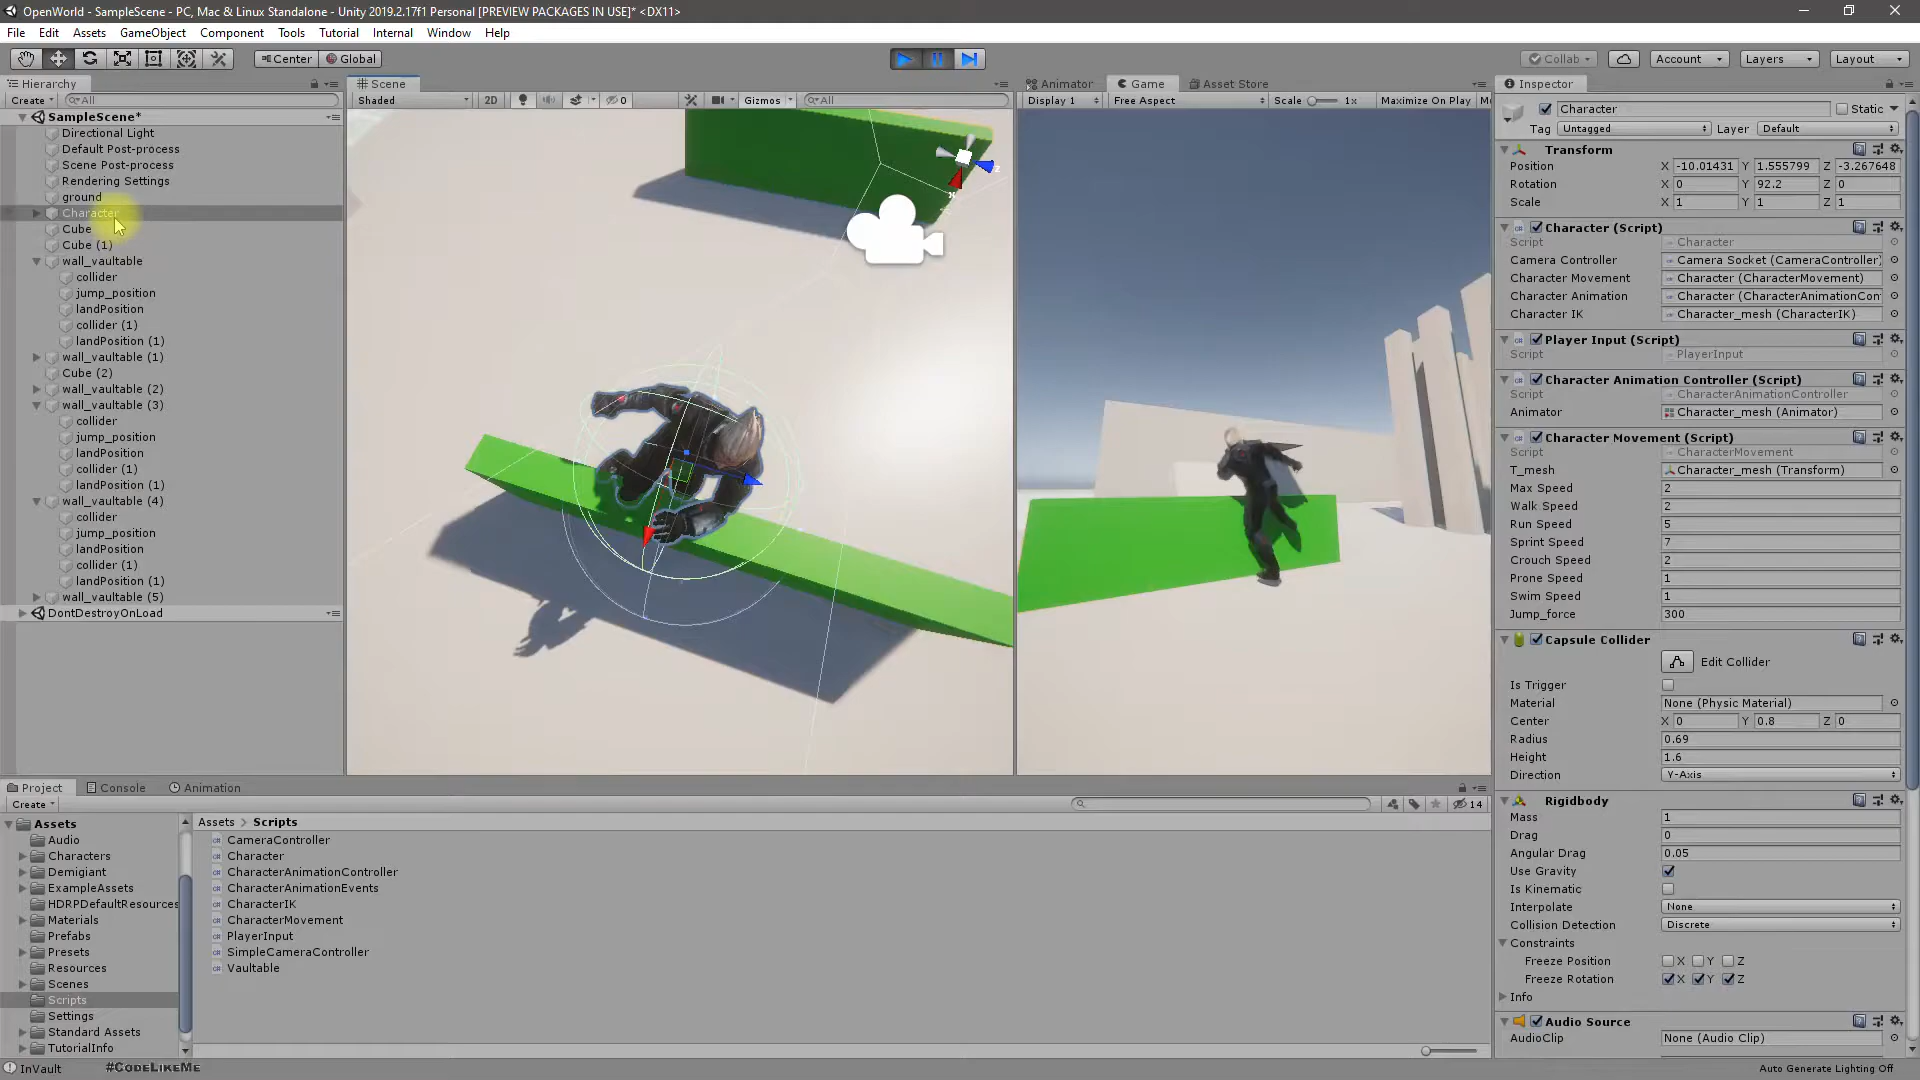 OpenWorld - SampleScene - PC, Mac & Linux Standalone - Unity 2019.2.17f1 Personal [PREVIEW PACKAGES IN USE]* <DX11>
File Edit Assets GameObject Component Tools Tutorial Internal Window Help
Center Global Collab Account Layers Layout
Hierarchy
Create All
SampleScene*
Directional Light
Default Post-process
Scene Post-process
Rendering Settings
ground
Character
Cube
Cube (1)
wall_vaultable
collider
jump_position
landPosition
collider (1)
landPosition (1)
wall_vaultable (1)
Cube (2)
wall_vaultable (2)
wall_vaultable (3)
collider
jump_position
landPosition
collider (1)
landPosition (1)
wall_vaultable (4)
collider
jump_position
landPosition
collider (1)
landPosition (1)
wall_vaultable (5)
DontDestroyOnLoad
Scene
Shaded 2D 0 Gizmos All
x z
Animator Game Asset Store
Display 1 Free Aspect Scale 1x Maximize On Play
Inspector
Character Static
Tag Untagged Layer Default
Transform
Position X -10.01431 Y 1.555799 Z -3.267648
Rotation X 0 Y 92.2 Z 0
Scale X 1 Y 1 Z 1
Character (Script)
Script Character
Camera Controller Camera Socket (CameraController)
Character Movement Character (CharacterMovement)
Character Animation Character (CharacterAnimationCon
Character IK Character_mesh (CharacterIK)
Player Input (Script)
Script PlayerInput
Character Animation Controller (Script)
Script CharacterAnimationController
Animator Character_mesh (Animator)
Character Movement (Script)
Script CharacterMovement
T_mesh Character_mesh (Transform)
Max Speed 2
Walk Speed 2
Run Speed 5
Sprint Speed 7
Crouch Speed 2
Prone Speed 1
Swim Speed 1
Jump_force 300
Capsule Collider
Edit Collider
Is Trigger
Material None (Physic Material)
Center X 0 Y 0.8 Z 0
Radius 0.69
Height 1.6
Direction Y-Axis
Rigidbody
Mass 1
Drag 0
Angular Drag 0.05
Use Gravity
Is Kinematic
Interpolate None
Collision Detection Discrete
Constraints
Freeze Position X Y Z
Freeze Rotation X Y Z
Info
Audio Source
AudioClip None (Audio Clip)
Project Console Animation
Create 14
Assets
Audio
Characters
Demigiant
ExampleAssets
HDRPDefaultResources
Materials
Prefabs
Presets
Resources
Scenes
Scripts
Settings
Standard Assets
TutorialInfo
Assets Scripts
CameraController
Character
CharacterAnimationController
CharacterAnimationEvents
CharacterIK
CharacterMovement
PlayerInput
SimpleCameraController
Vaultable
InVault #CodeLikeMe Auto Generate Lighting Off